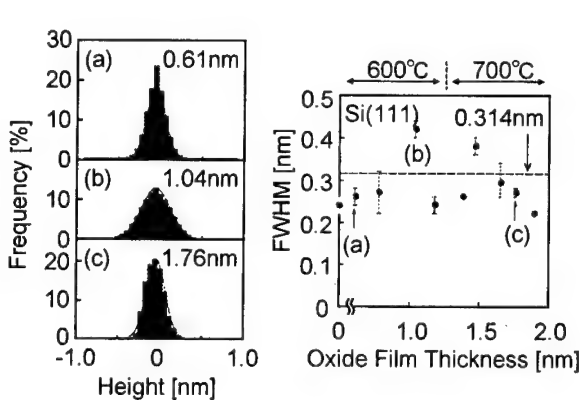 30
20
10
0
(a)
0.61nm
10
0
(b)
1.04nm
20
10
0
(c)
1.76nm
-1.0
0
1.0
Frequency [%]
Height [nm]
600℃
700℃
0.5
0.4
0.3
0.2
0.1
0
Si(111)
0.314nm
(b)
(a)
(c)
FWHM [nm]
0
1.0
1.5
2.0
Oxide Film Thickness [nm]